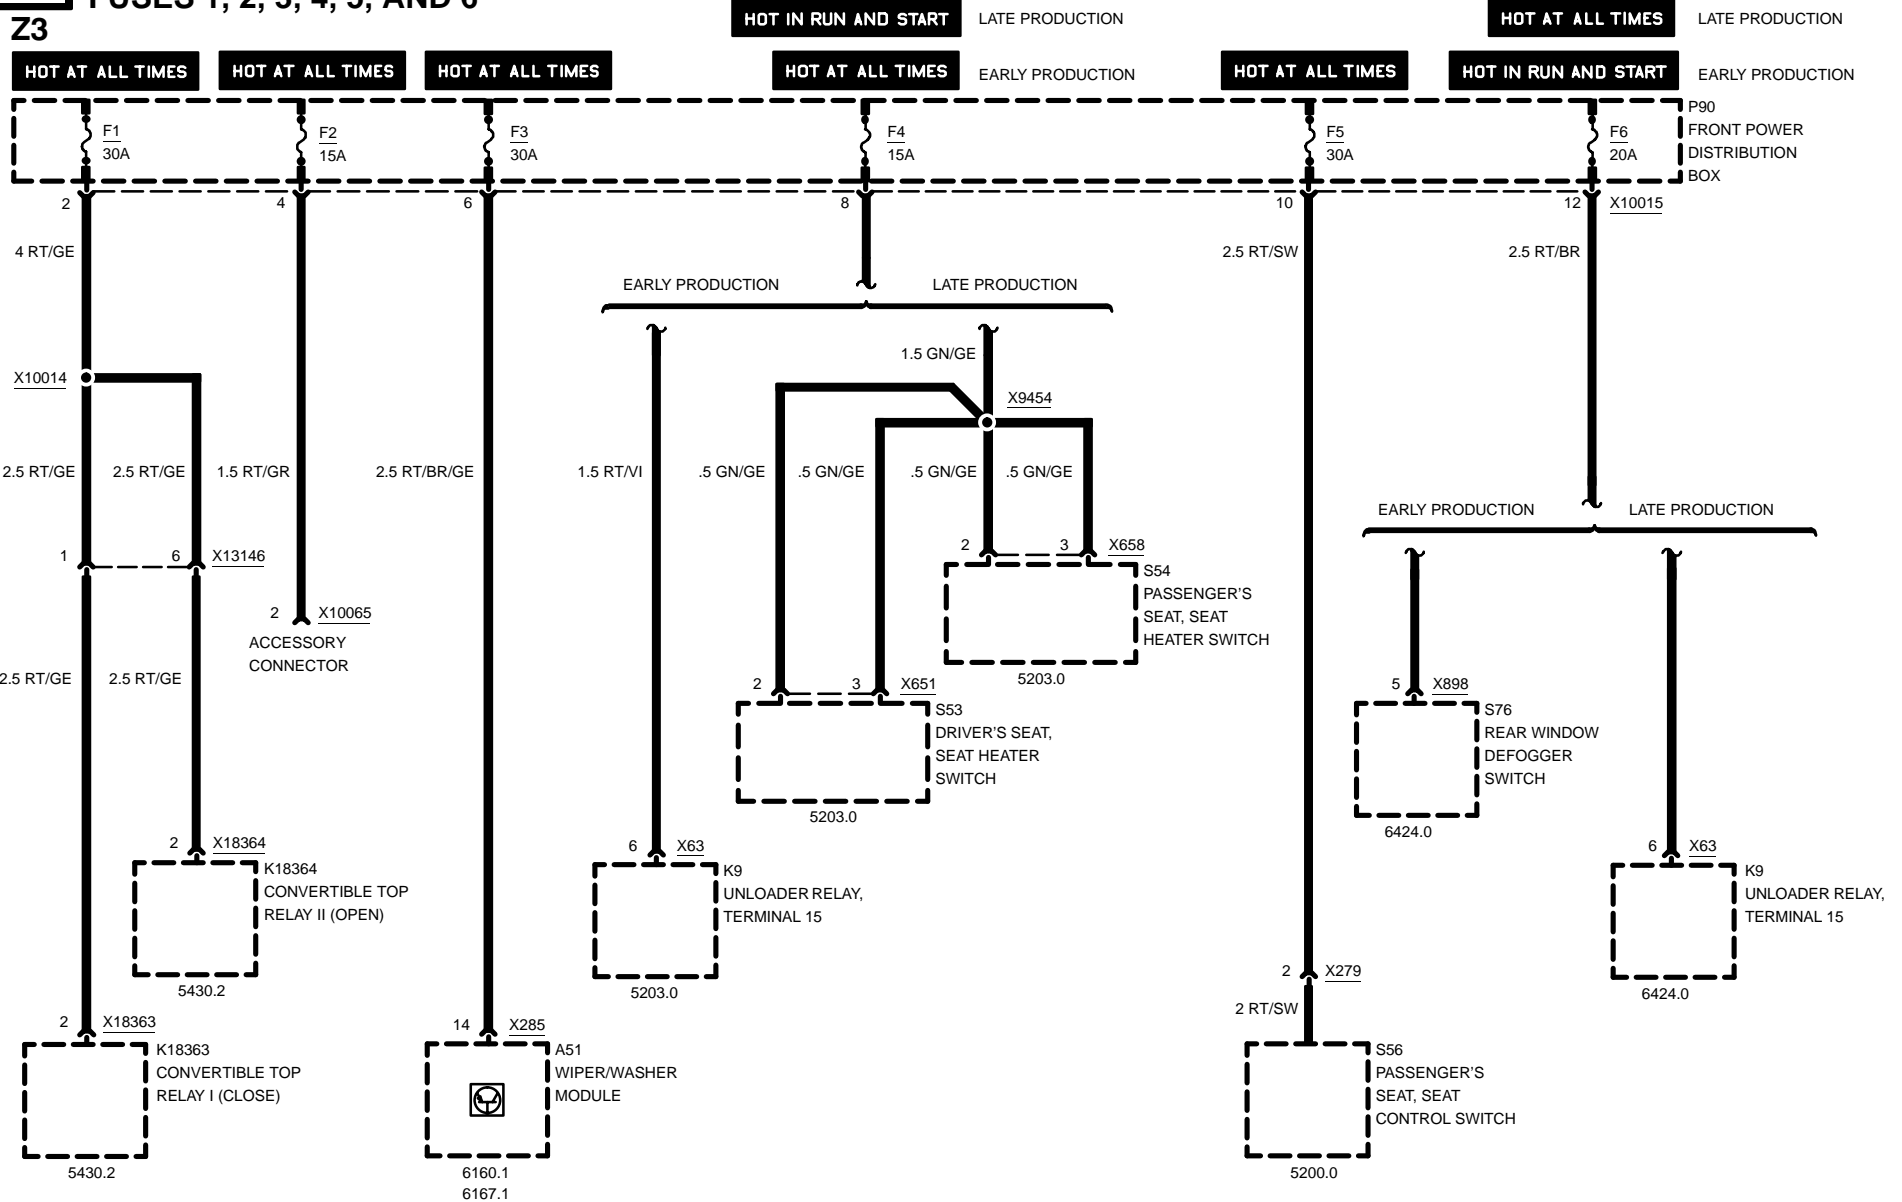 FUSES 1, 2, 3, 4, 5, AND 6
Z3
HOT IN RUN AND START
LATE PRODUCTION
HOT AT ALL TIMES
LATE PRODUCTION
HOT AT ALL TIMES
HOT AT ALL TIMES
HOT AT ALL TIMES
HOT AT ALL TIMES
EARLY PRODUCTION
HOT AT ALL TIMES
HOT IN RUN AND START
EARLY PRODUCTION
F1
30A
F2
15A
F3
30A
F4
15A
F5
30A
F6
20A
P90
FRONT POWER
DISTRIBUTION
BOX
2
4
6
8
10
12
X10015
4 RT/GE
2.5 RT/SW
2.5 RT/BR
EARLY PRODUCTION
LATE PRODUCTION
1.5 GN/GE
X10014
X9454
2.5 RT/GE
2.5 RT/GE
1.5 RT/GR
2.5 RT/BR/GE
1.5 RT/VI
.5 GN/GE
.5 GN/GE
.5 GN/GE
.5 GN/GE
EARLY PRODUCTION
LATE PRODUCTION
1
6
X13146
2
3
X658
S54
PASSENGER'S
SEAT, SEAT
HEATER SWITCH
5203.0
2
X10065
ACCESSORY
CONNECTOR
2.5 RT/GE
2.5 RT/GE
2
3
X651
S53
DRIVER'S SEAT,
SEAT HEATER
SWITCH
5203.0
5
X898
S76
REAR WINDOW
DEFOGGER
SWITCH
6424.0
2
X18364
K18364
CONVERTIBLE TOP
RELAY II (OPEN)
5430.2
6
X63
K9
UNLOADER RELAY,
TERMINAL 15
5203.0
6
X63
K9
UNLOADER RELAY,
TERMINAL 15
6424.0
2
X279
2 RT/SW
2
X18363
K18363
CONVERTIBLE TOP
RELAY I (CLOSE)
5430.2
14
X285
A51
WIPER/WASHER
MODULE
6160.1
6167.1
S56
PASSENGER'S
SEAT, SEAT
CONTROL SWITCH
5200.0